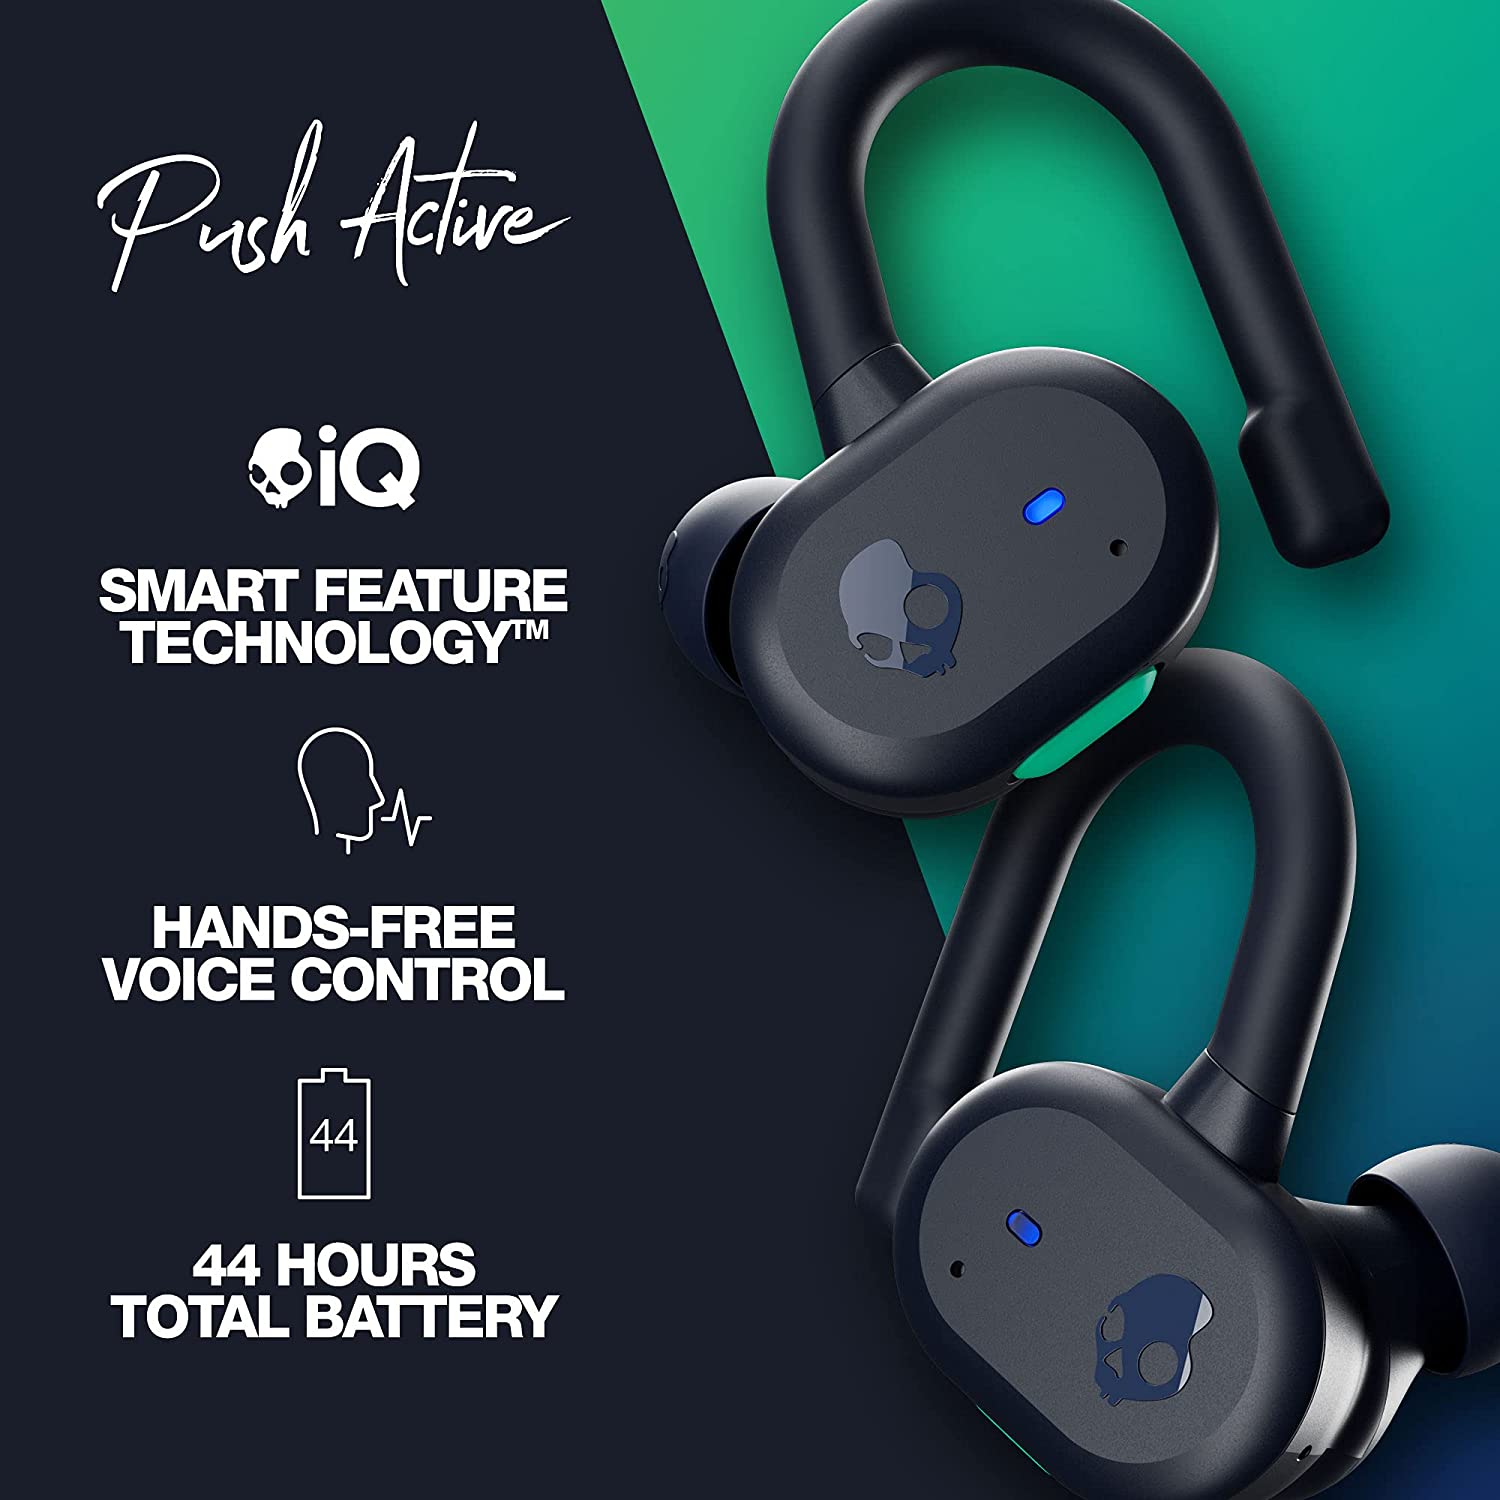 Push Active
iQ
SMART FEATURE
TECHNOLOGY™
HANDS-FREE
VOICE CONTROL
44
44 HOURS
TOTAL BATTERY